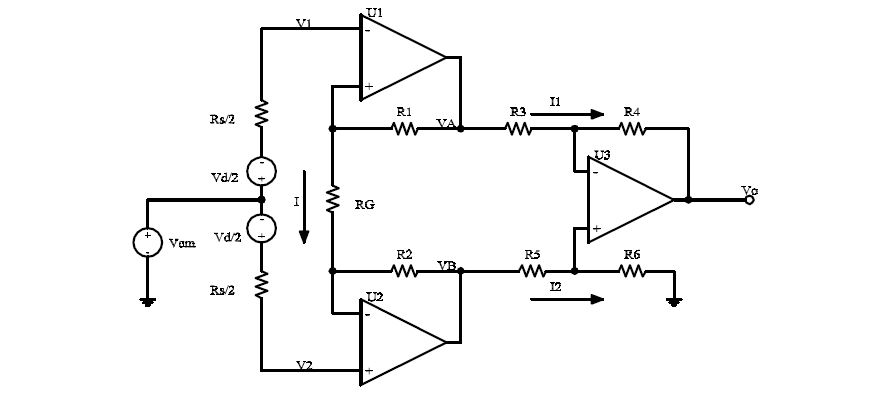 U1
V1
-
+
Rs/2
R1
VA
R3
I1
R4
U3
-
Vd/2
+
I
RG
-
+
Vo
Vd/2
+
-
Vcm
-
+
R2
VB
R5
R6
I2
Rs/2
U2
-
V2
+